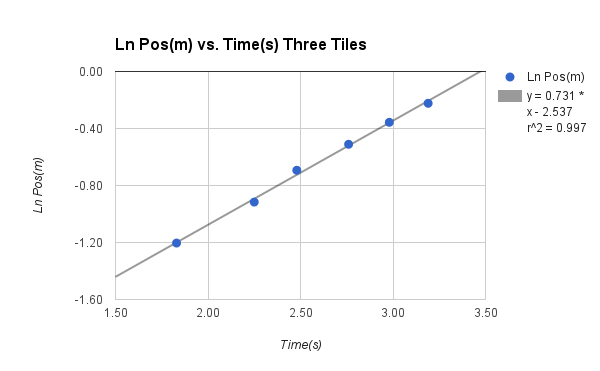 Ln Pos(m) vs. Time(s) Three Tiles
0.00
-0.40
-0.80
-1.20
-1.60
Ln Pos(m)
1.50
2.00
2.50
3.00
3.50
Time(s)
Ln Pos(m)
y = 0.731 *
x - 2.537
r^2 = 0.997